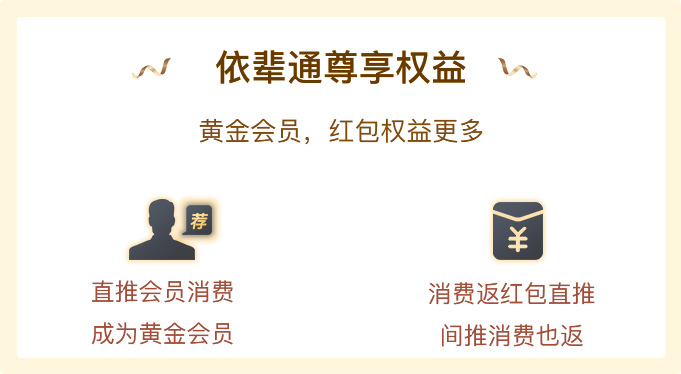 依辈通尊享权益
黄金会员，红包权益更多
荐
直推会员消费
成为黄金会员
消费返红包直推
间推消费也返